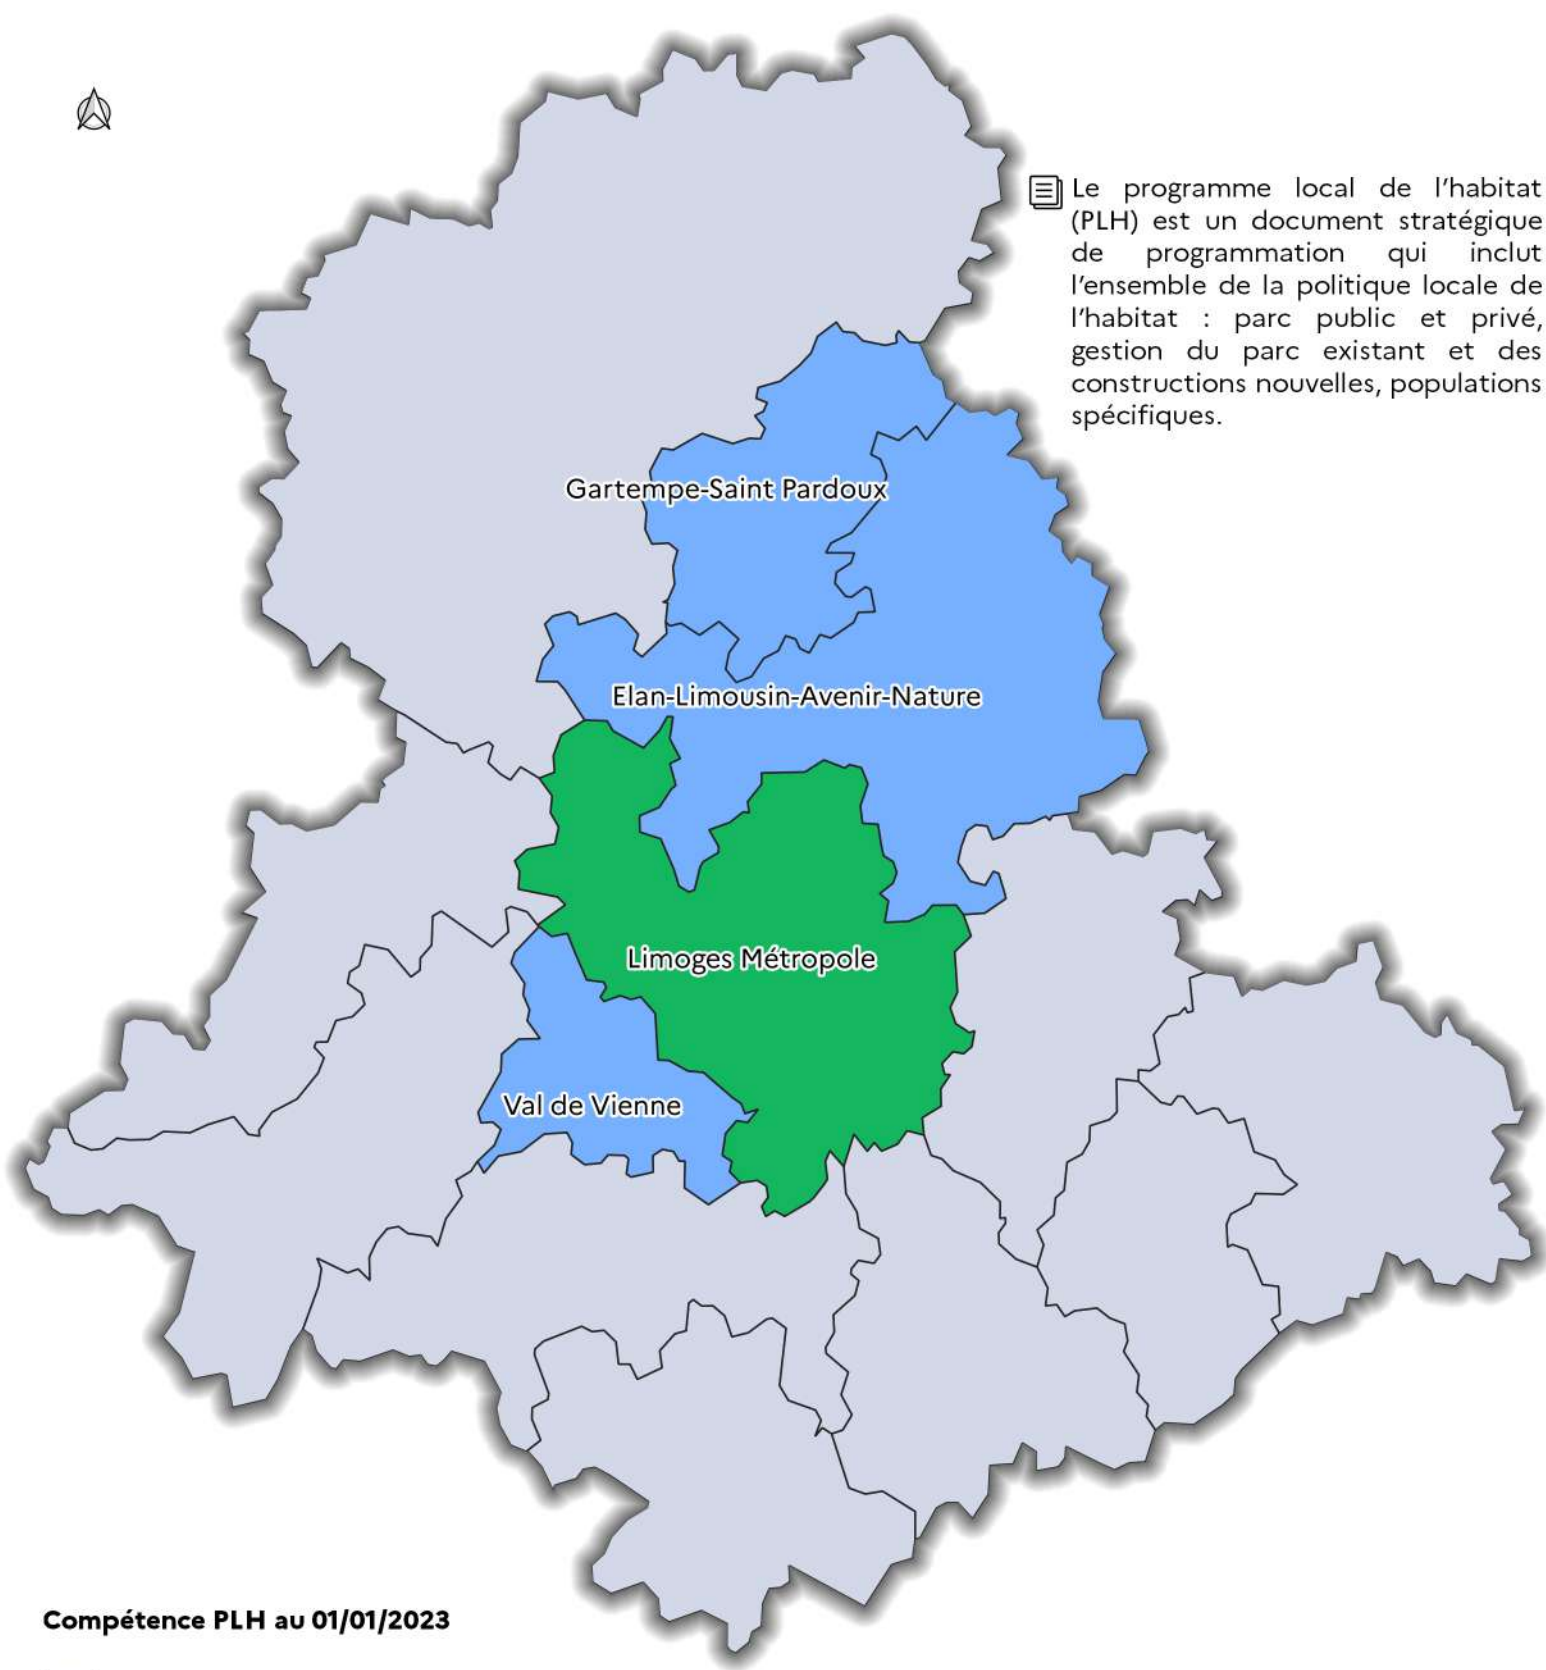 Le programme local de l'habitat
(PLH) est un document stratégique
de programmation qui inclut
l'ensemble de la politique locale de
l'habitat : parc public et privé,
gestion du parc existant et des
constructions nouvelles, populations
spécifiques.
Gartempe-Saint Pardoux
Elan-Limousin-Avenir-Nature
Limoges Métropole
Val de Vienne
Compétence PLH au 01/01/2023